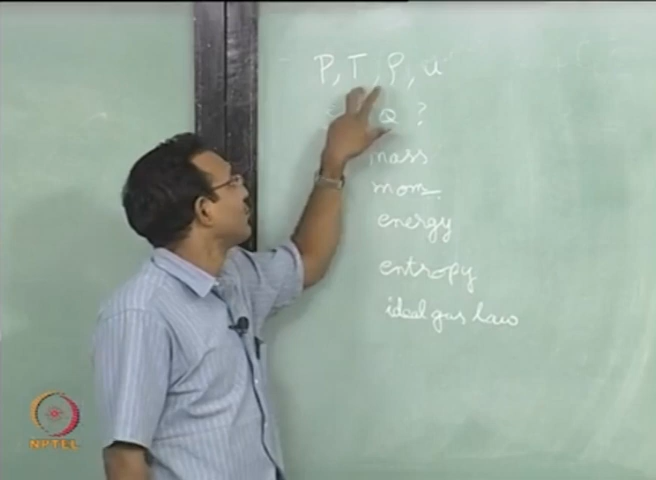 P, T, ρ, u
Q ?
mass
mom.
energy
entropy
ideal gas law
NPTEL